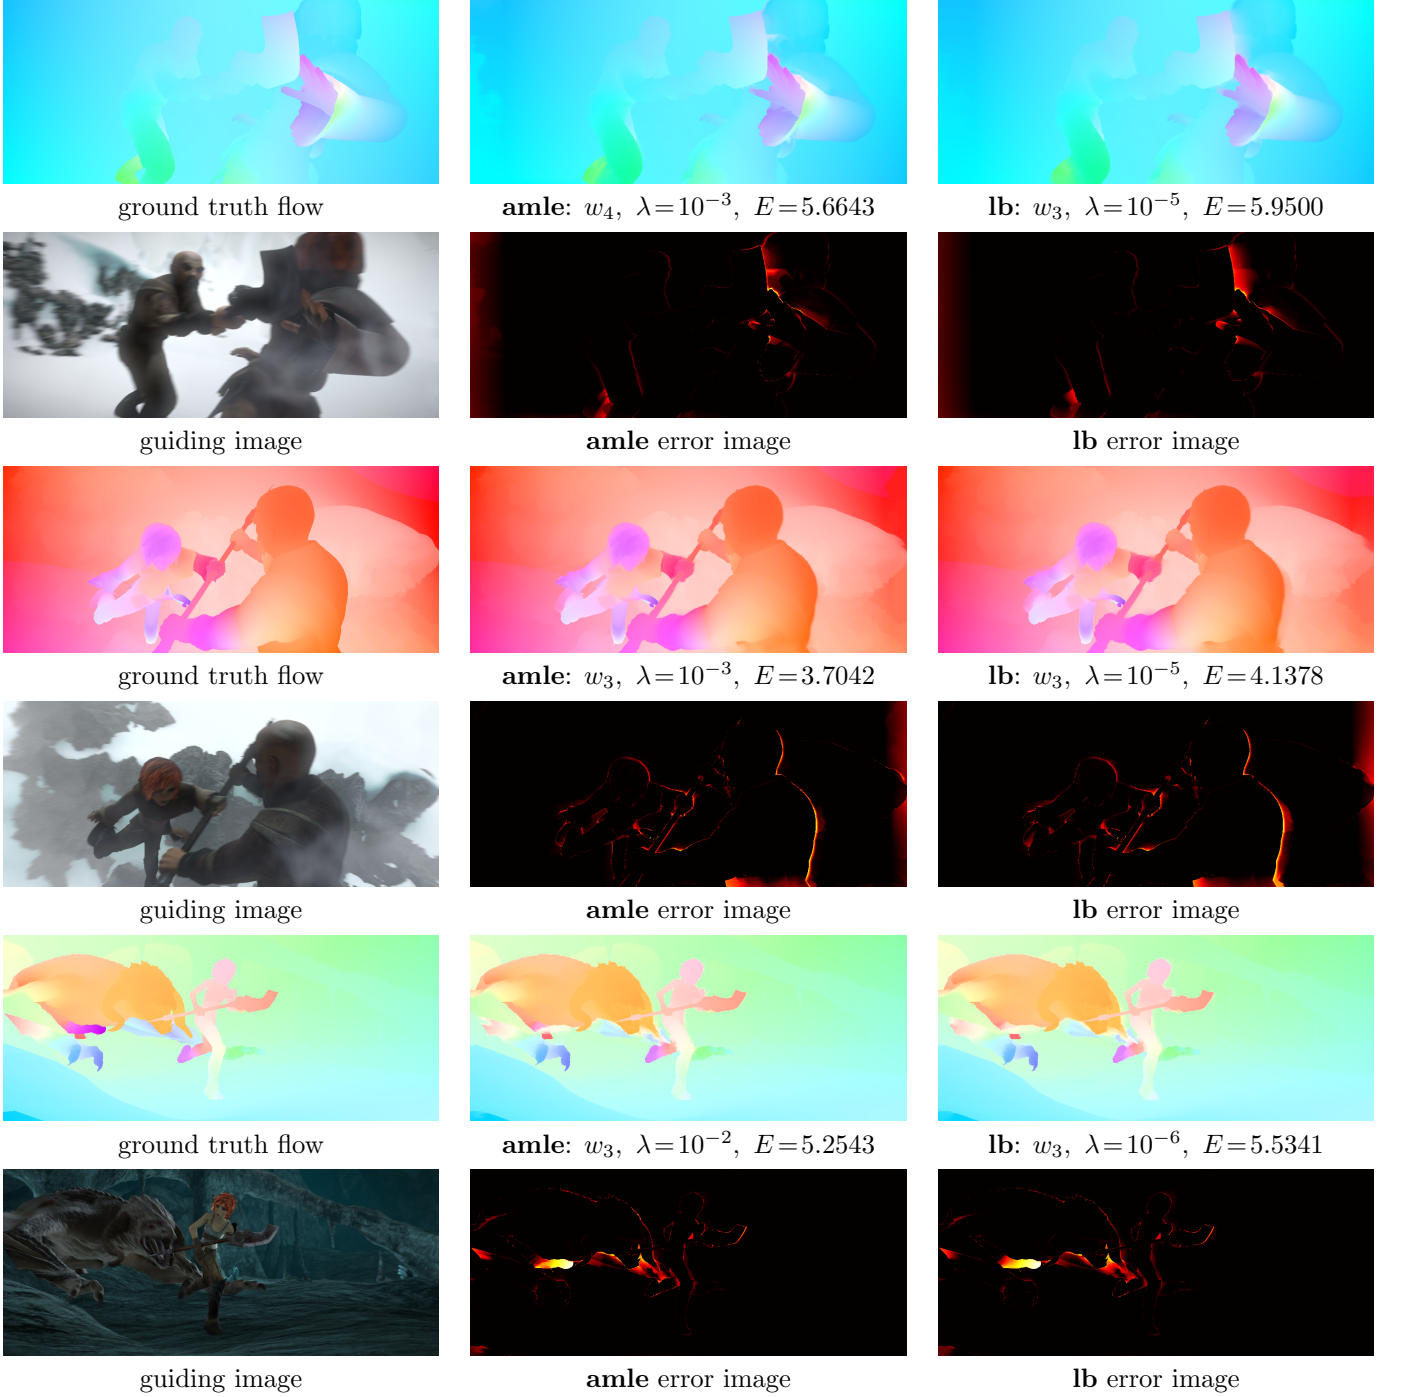 ground truth flow
amle: w₄, λ=10⁻³, E=5.6643
lb: w₃, λ=10⁻⁵, E=5.9500
guiding image
amle error image
lb error image
ground truth flow
amle: w₃, λ=10⁻³, E=3.7042
lb: w₃, λ=10⁻⁵, E=4.1378
guiding image
amle error image
lb error image
ground truth flow
amle: w₃, λ=10⁻², E=5.2543
lb: w₃, λ=10⁻⁶, E=5.5341
guiding image
amle error image
lb error image